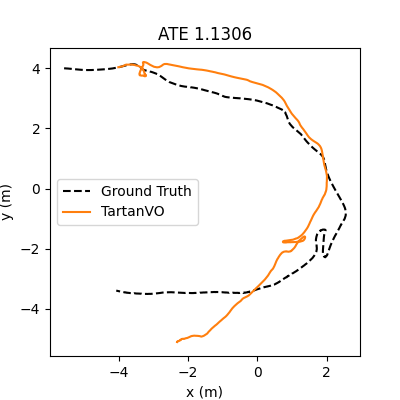 ATE 1.1306
y (m)
4
2
0
−2
−4
Ground Truth
TartanVO
−4 −2 0 2
x (m)